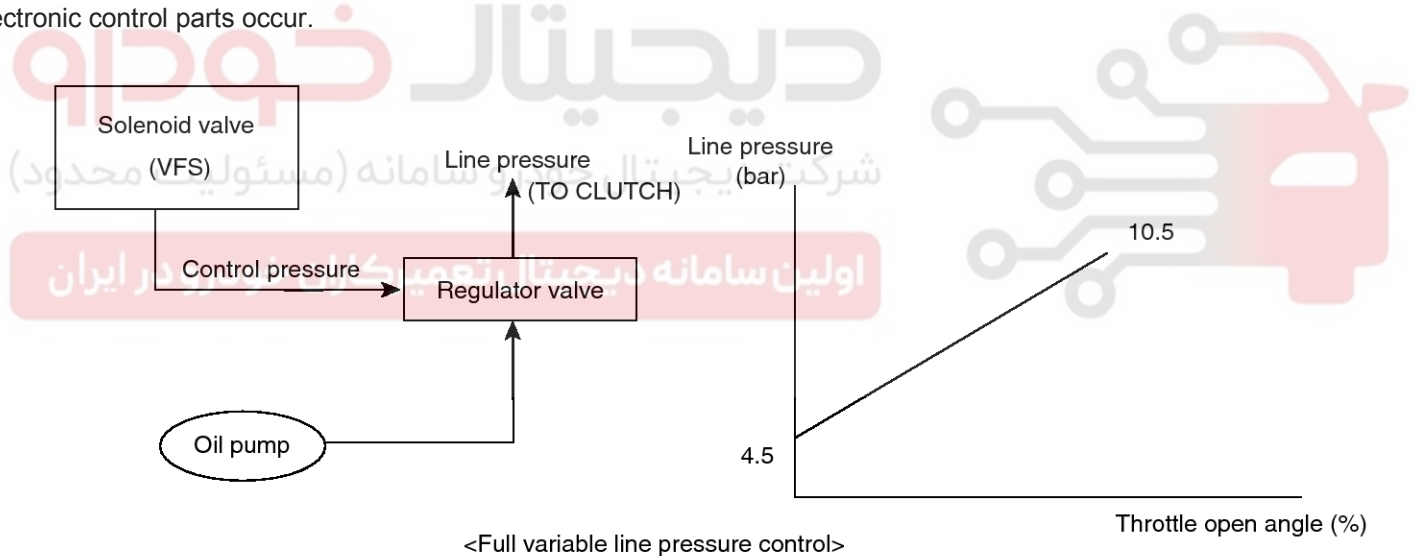 ectronic control parts occur.
دیجیتال خودرو
شرکت دیجیتال خودرو سامانه (مسئولیت محدود)
اولین سامانه دیجیتال تعمیرکاران خودرو در ایران
Solenoid valve
(VFS)
Control pressure
Line pressure
(TO CLUTCH)
Regulator valve
Oil pump
Line pressure
(bar)
10.5
4.5
Throttle open angle (%)
<Full variable line pressure control>